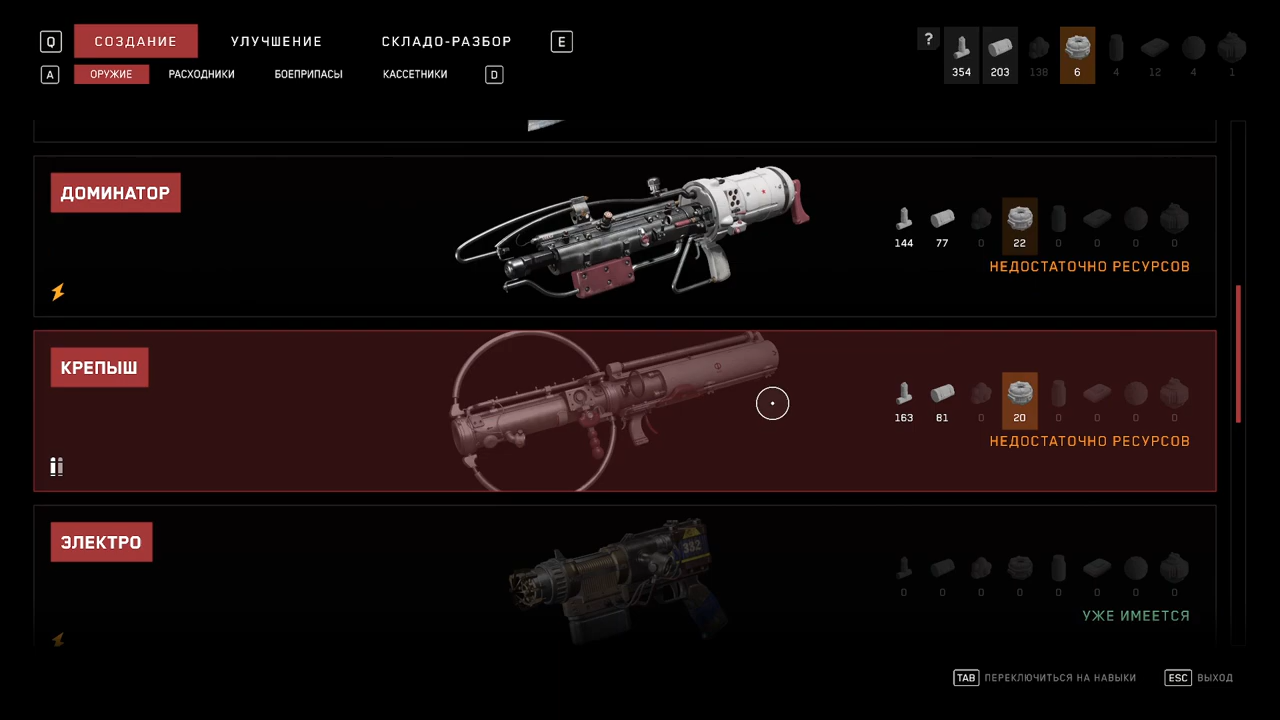 Q СОЗДАНИЕ УЛУЧШЕНИЕ СКЛАДО-РАЗБОР E
A ОРУЖИЕ РАСХОДНИКИ БОЕПРИПАСЫ КАССЕТНИКИ D
? 354 203 138 6 4 12 4 1
ДОМИНАТОР
144 77 0 22 0 0 0 0
НЕДОСТАТОЧНО РЕСУРСОВ
КРЕПЫШ
163 81 0 20 0 0 0 0
НЕДОСТАТОЧНО РЕСУРСОВ
ЭЛЕКТРО
332
0 0 0 0 0 0 0 0
УЖЕ ИМЕЕТСЯ
TAB ПЕРЕКЛЮЧИТЬСЯ НА НАВЫКИ ESC ВЫХОД